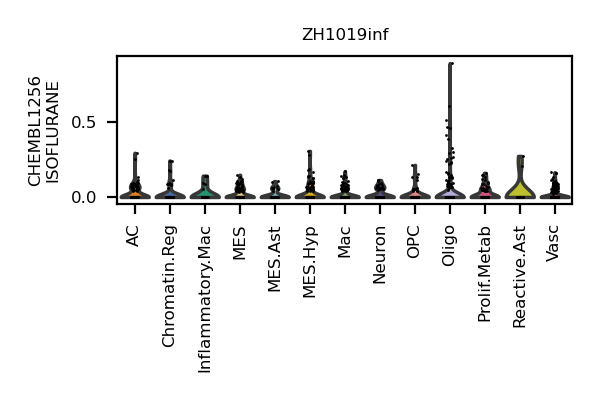 ZH1019inf
CHEMBL1256
ISOFLURANE
0.5
0.0
AC
Chromatin.Reg
Inflammatory.Mac
MES
MES.Ast
MES.Hyp
Mac
Neuron
OPC
Oligo
Prolif.Metab
Reactive.Ast
Vasc